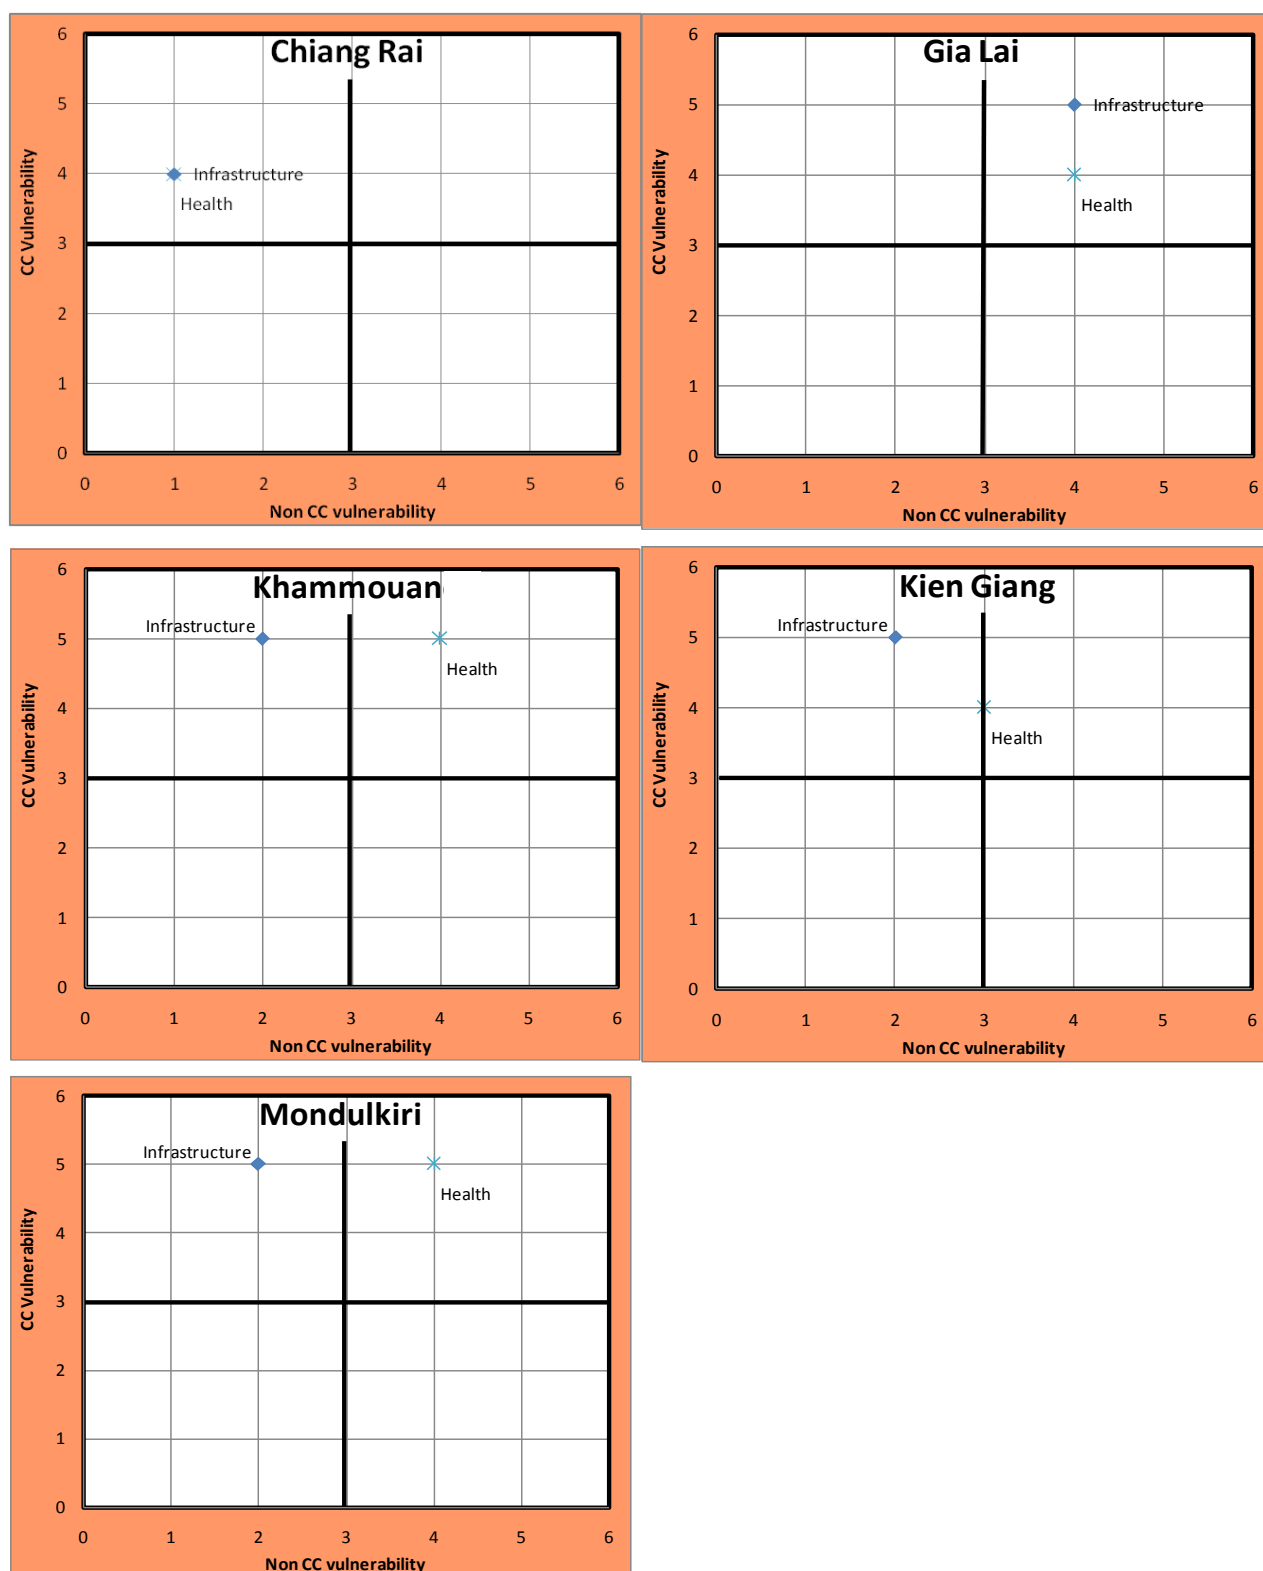 Chiang Rai
6
5
4
3
2
1
0
CC Vulnerability
Infrastructure
Health
0 1 2 3 4 5 6
Non CC vulnerability
Gia Lai
6
5
4
3
2
1
0
CC Vulnerability
Infrastructure
Health
0 1 2 3 4 5 6
Non CC vulnerability
Khammouan
6
5
4
3
2
1
0
CC Vulnerability
Infrastructure
Health
0 1 2 3 4 5 6
Non CC vulnerability
Kien Giang
6
5
4
3
2
1
0
CC Vulnerability
Infrastructure
Health
0 1 2 3 4 5 6
Non CC vulnerability
Mondulkiri
6
5
4
3
2
1
0
CC Vulnerability
Infrastructure
Health
0 1 2 3 4 5 6
Non CC vulnerability